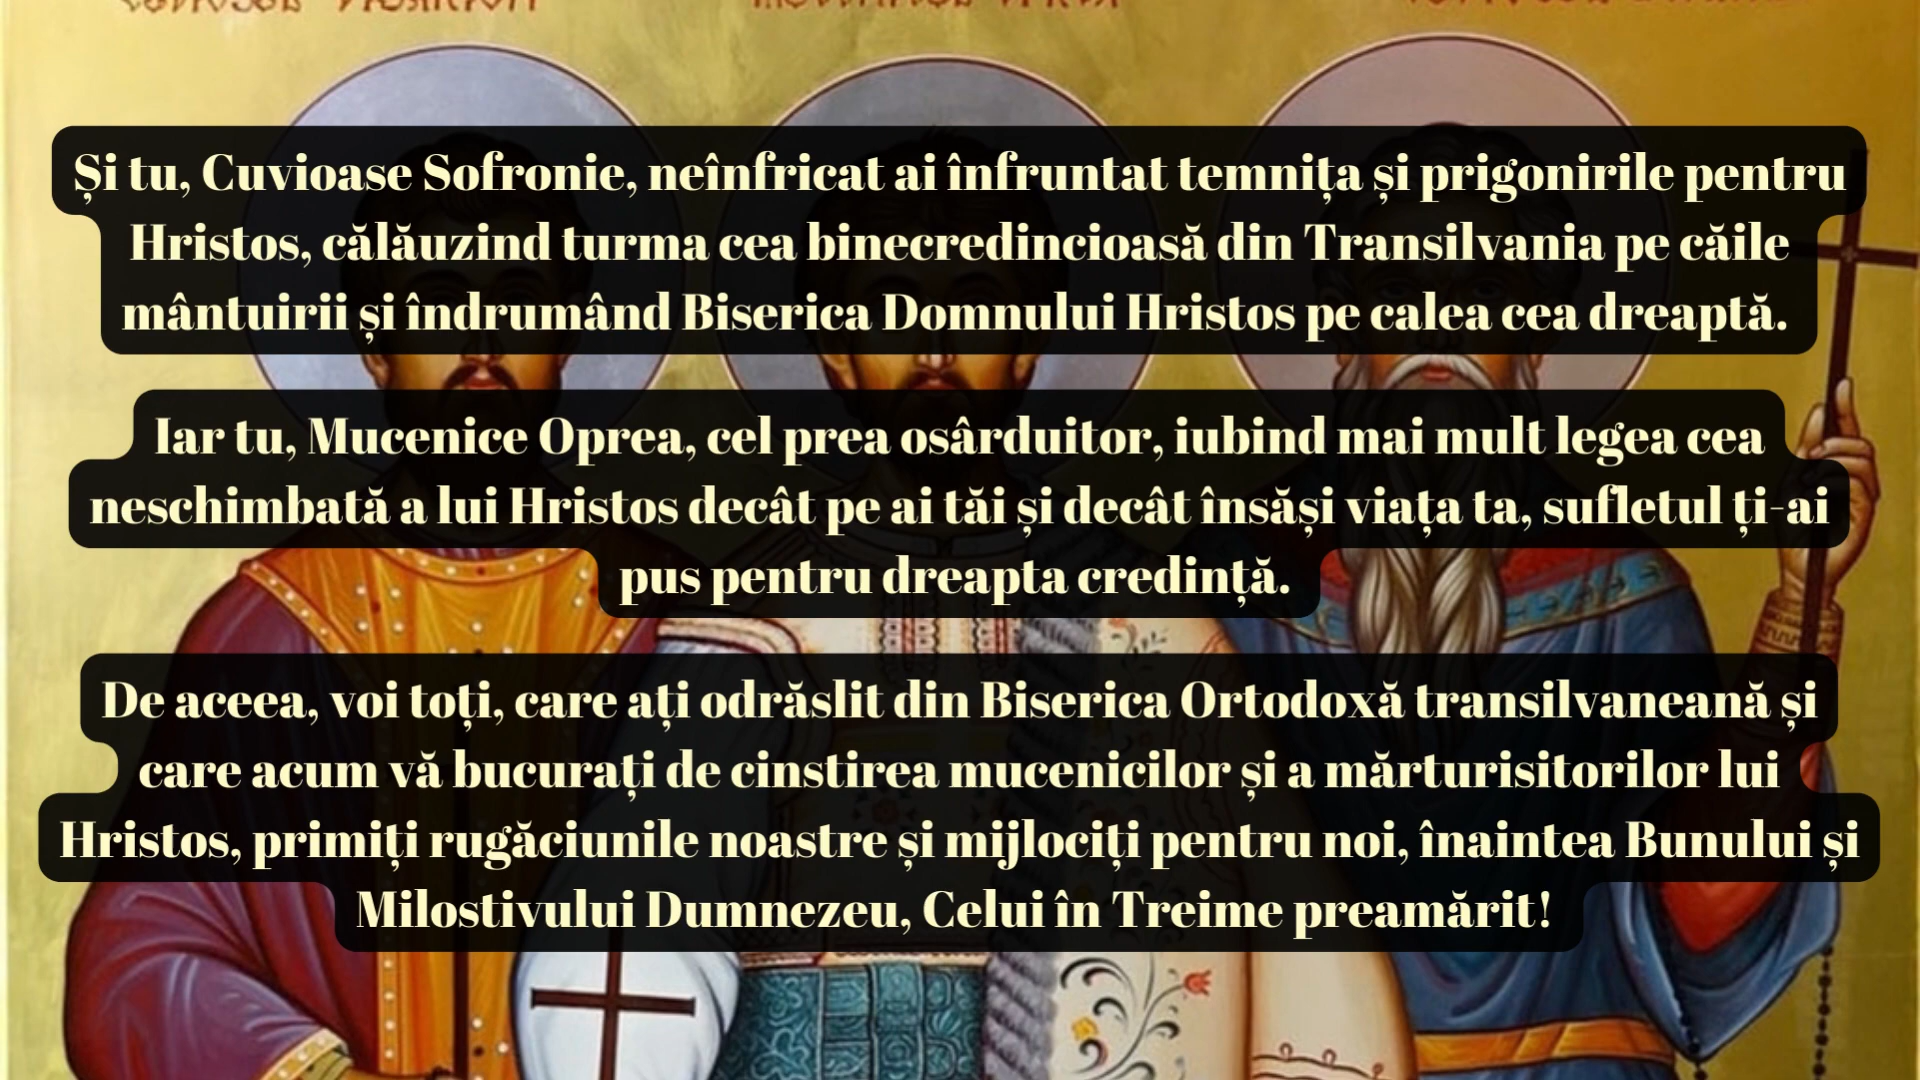 Și tu, Cuvioase Sofronie, neînfricat ai înfruntat temnița și prigonirile pentru
Hristos, călăuzind turma cea binecredincioasă din Transilvania pe căile
mântuirii și îndrumând Biserica Domnului Hristos pe calea cea dreaptă.
Iar tu, Mucenice Oprea, cel prea osârduitor, iubind mai mult legea cea
neschimbată a lui Hristos decât pe ai tăi și decât însăși viața ta, sufletul ți-ai
pus pentru dreapta credință.
De aceea, voi toți, care ați odrăslit din Biserica Ortodoxă transilvaneană și
care acum vă bucurați de cinstirea mucenicilor și a mărturisitorilor lui
Hristos, primiți rugăciunile noastre și mijlociți pentru noi, înaintea Bunului și
Milostivului Dumnezeu, Celui în Treime preamărit!